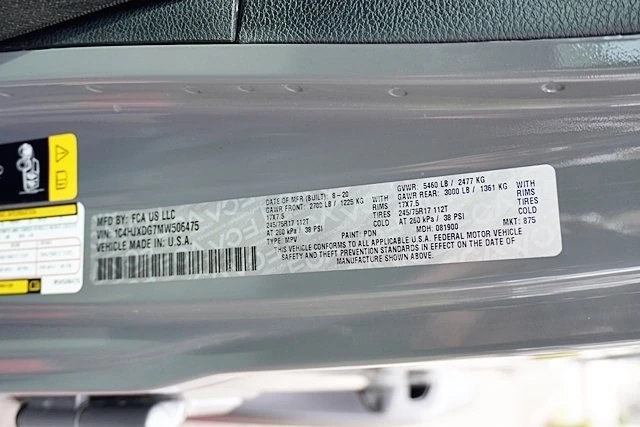 MFD BY: FCA US LLC
VIN: 1C4HJXDG7MW506475
VEHICLE MADE IN: U.S.A.
DATE OF MFR (BUILT): 8-20
GAWR FRONT: 2700 LB / 1225 KG WITH
17X7.5 RIMS
245/75R17 112T TIRES
AT 260 kPa / 38 PSI COLD
TYPE: MPV
GVWR: 5460 LB / 2477 KG
GAWR REAR: 3000 LB / 1361 KG WITH
17X7.5 RIMS
245/75R17 112T TIRES
AT 260 kPa / 38 PSI COLD
PAINT: PDN MDH: 081900 MKT: 875
THIS VEHICLE CONFORMS TO ALL APPLICABLE U.S.A. FEDERAL MOTOR VEHICLE
SAFETY AND THEFT PREVENTION STANDARDS IN EFFECT ON THE DATE OF
MANUFACTURE SHOWN ABOVE.